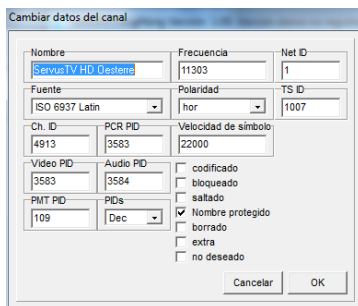 Cambiar datos del canal
Nombre
ServusTV HD Oesterre
Frecuencia
11303
Net ID
1
Fuente
ISO 6937 Latin
Polaridad
hor
TS ID
1007
Ch. ID
4913
PCR PID
3583
Velocidad de símbolo
22000
Video PID
3583
Audio PID
3584
PMT PID
109
PIDs
Dec
codificado
bloqueado
saltado
Nombre protegido
borrado
extra
no deseado
Cancelar
OK